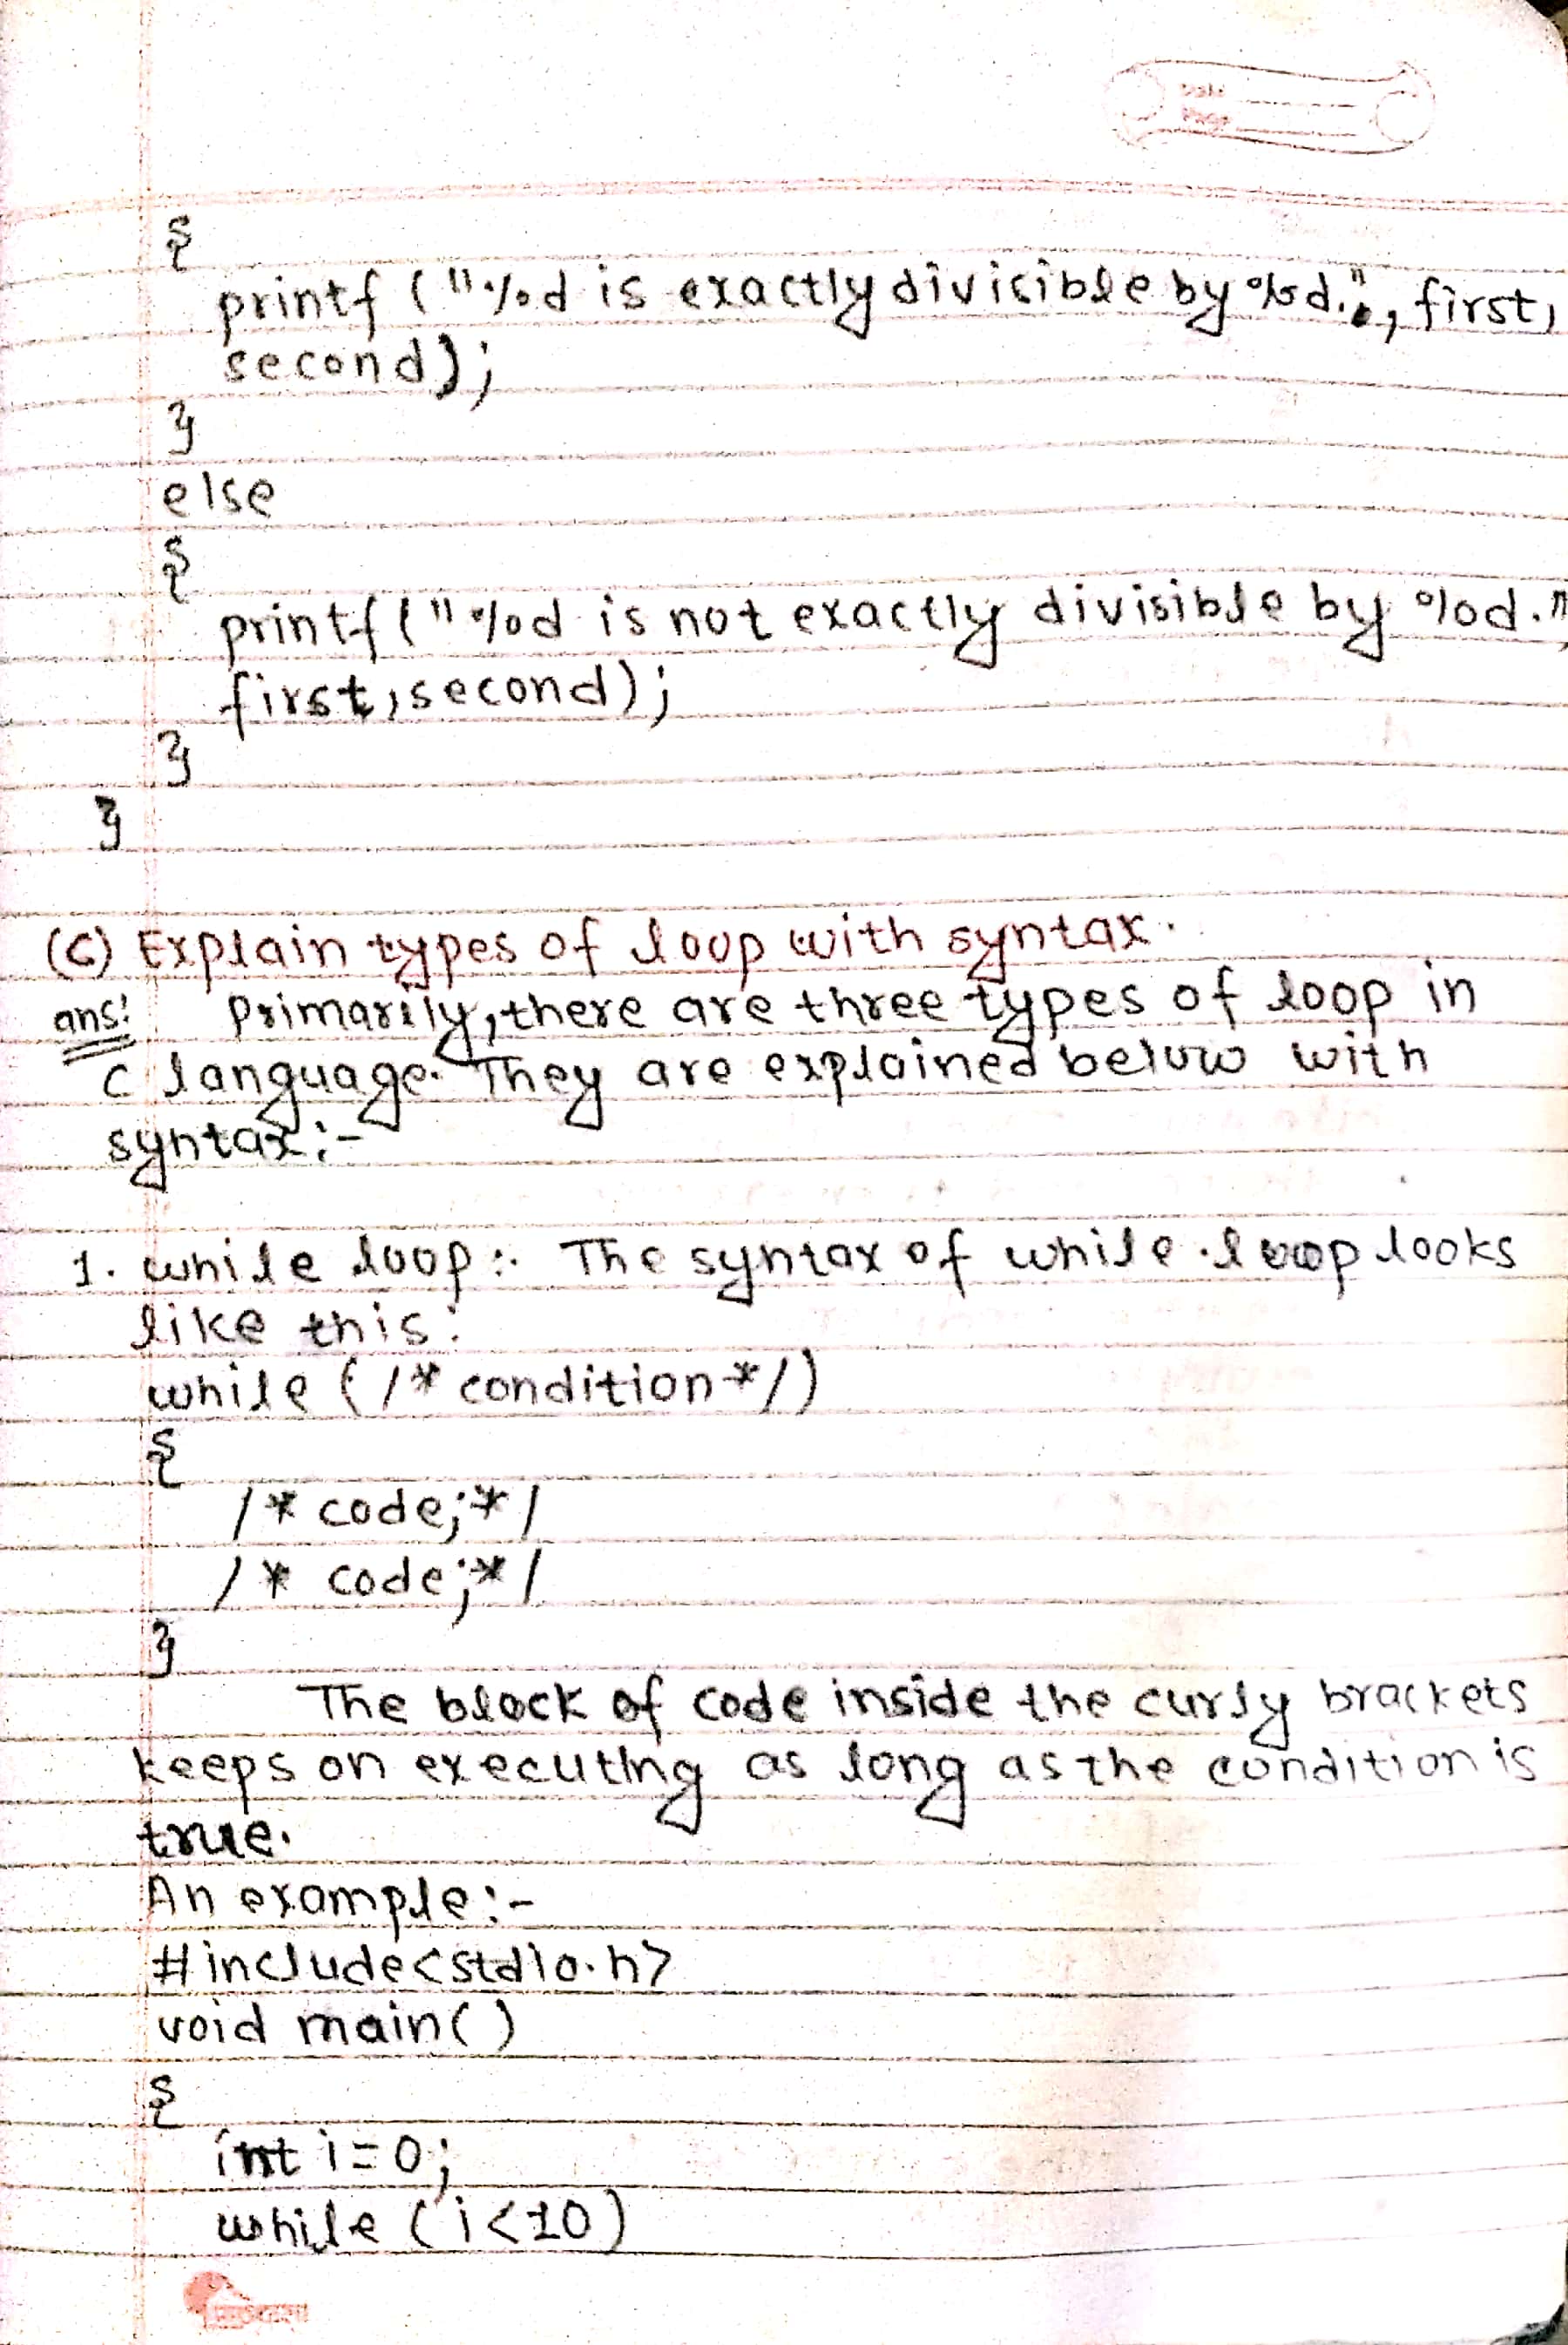 {
printf ("%d is exactly divisible by %d.", first,
second);
}
else
{
printf("%d is not exactly divisible by %d.",
first,second);
}
}
(C) Explain types of loop with syntax.
ans: Primarily, there are three types of loop in
C language. They are explained below with
syntax:-
1. while loop:- The syntax of while loop looks
like this:
while (/* condition*/)
{
/* code;*/
/* code;*/
}
The block of code inside the curly brackets
keeps on executing as long as the condition is
true.
An example:-
#include<stdio.h>
void main()
{
int i=0;
while (i<10)